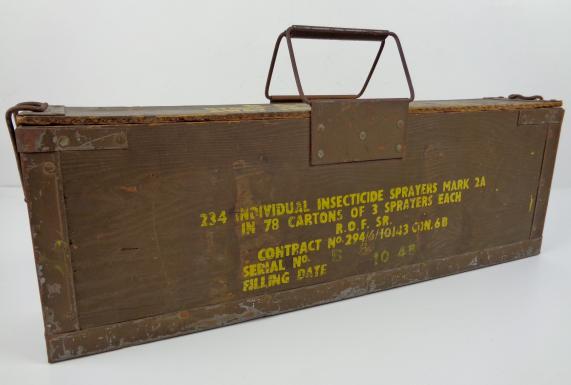 234 INDIVIDUAL INSECTICIDE SPRAYERS MARK 2A
IN 78 CARTONS OF 3 SPRAYERS EACH
R.O.F. SR.
CONTRACT No. 294/6/10143 CON. 6B
SERIAL No.
FILLING DATE 10 48